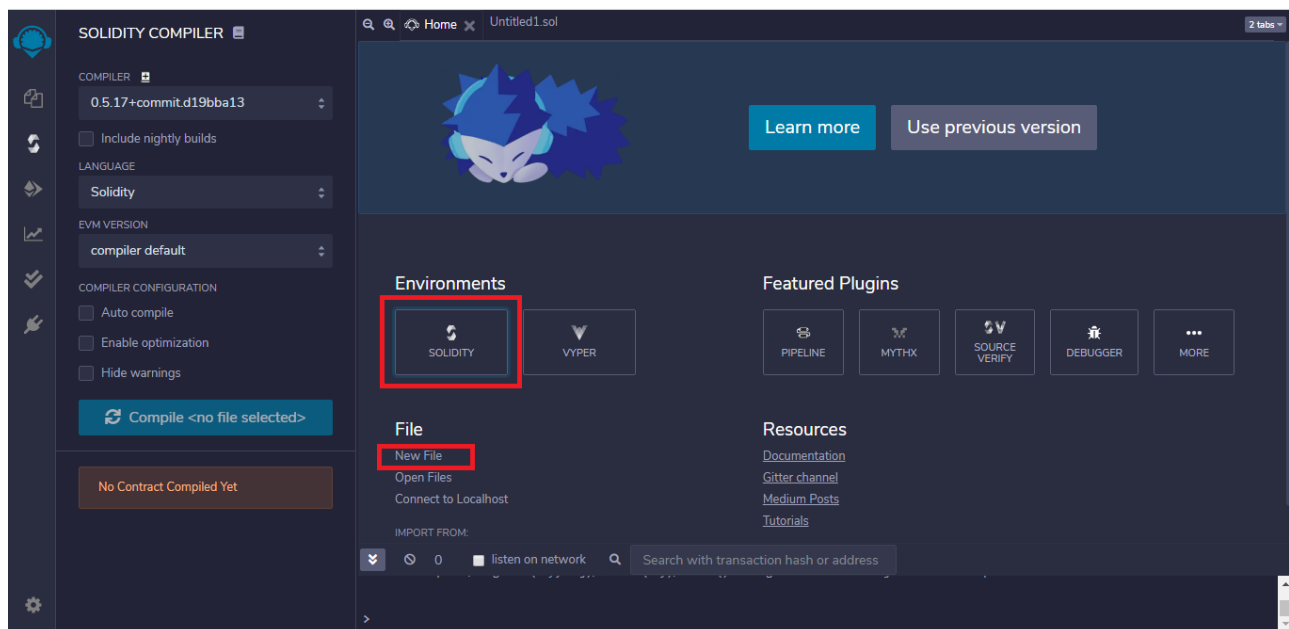 SOLIDITY COMPILER
COMPILER
0.5.17+commit.d19bba13
Include nightly builds
LANGUAGE
Solidity
EVM VERSION
compiler default
COMPILER CONFIGURATION
Auto compile
Enable optimization
Hide warnings
Compile <no file selected>
No Contract Compiled Yet
Home
Untitled1.sol
2 tabs
Learn more
Use previous version
Environments
SOLIDITY
VYPER
Featured Plugins
PIPELINE
MYTHX
SOURCE
VERIFY
DEBUGGER
MORE
File
New File
Open Files
Connect to Localhost
IMPORT FROM:
Resources
Documentation
Gitter channel
Medium Posts
Tutorials
0
listen on network
Search with transaction hash or address
>